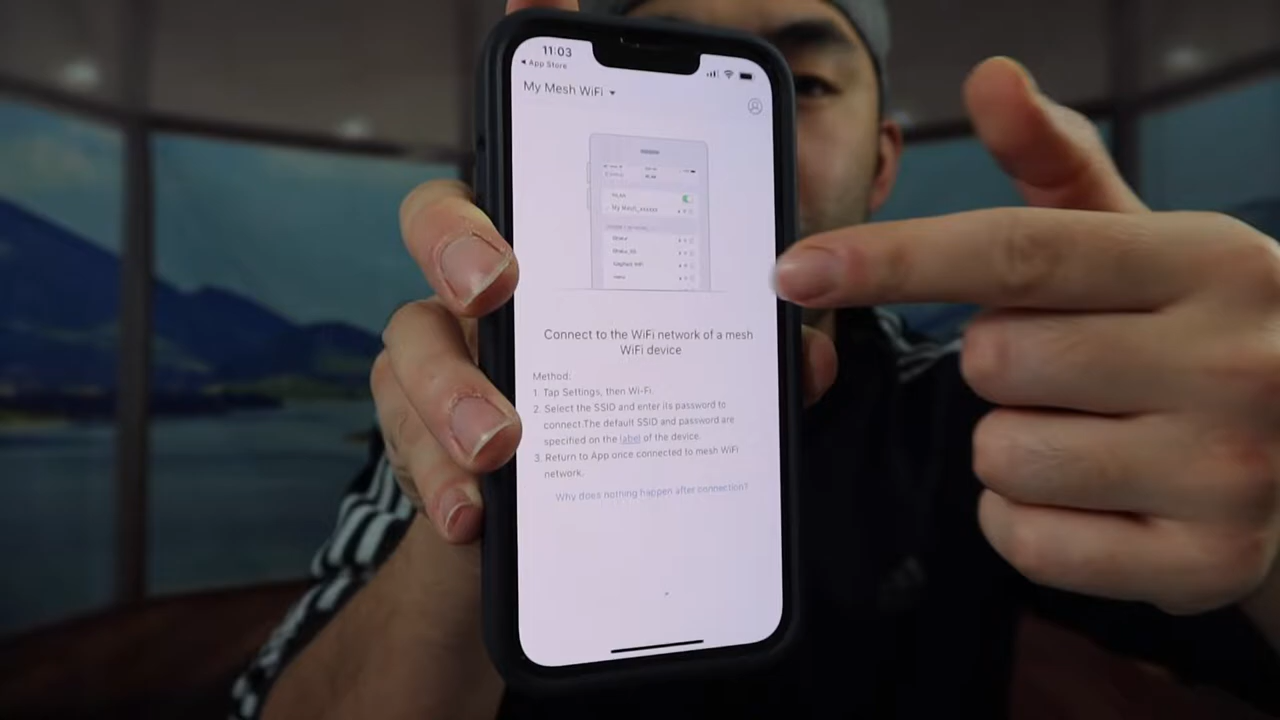 11:03
App Store
My Mesh WiFi
Connect to the WiFi network of a mesh
WiFi device
Method:
1. Tap Settings, then Wi-Fi.
2. Select the SSID and enter its password to
connect.The default SSID and password are
specified on the label of the device.
3. Return to App once connected to mesh WiFi
network.
Why does nothing happen after connection?